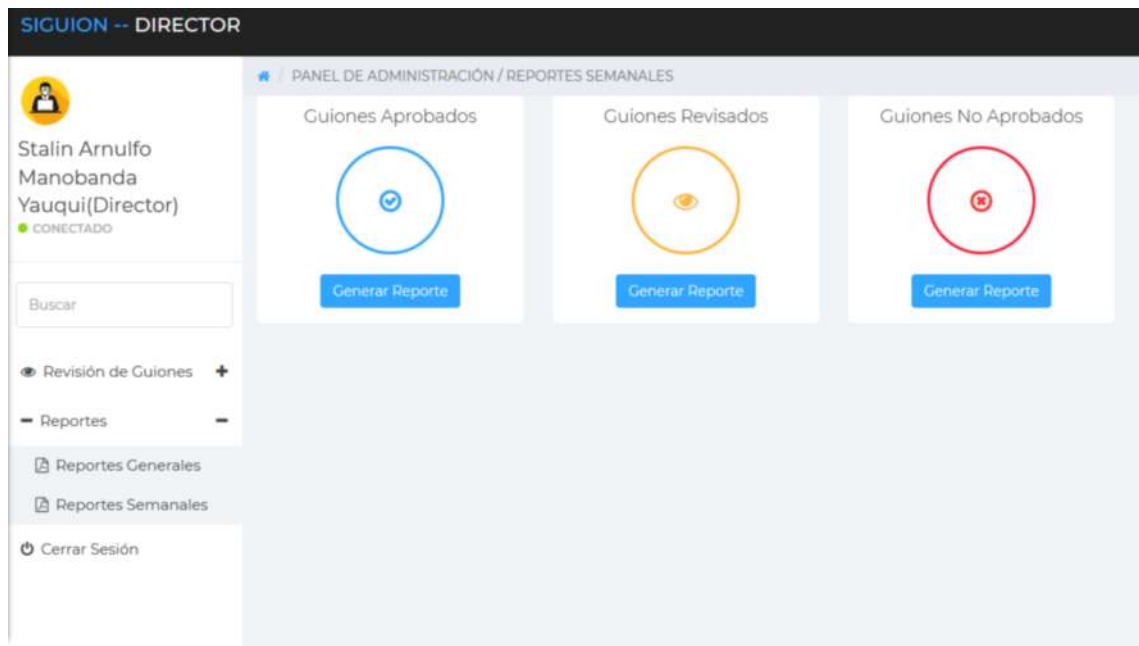 SIGUION -- DIRECTOR
Stalin Arnulfo
Manobanda
Yauqui(Director)
CONECTADO
Buscar
Revisión de Guiones
Reportes
Reportes Generales
Reportes Semanales
Cerrar Sesión
/ PANEL DE ADMINISTRACIÓN / REPORTES SEMANALES
Guiones Aprobados
Generar Reporte
Guiones Revisados
Generar Reporte
Guiones No Aprobados
Generar Reporte